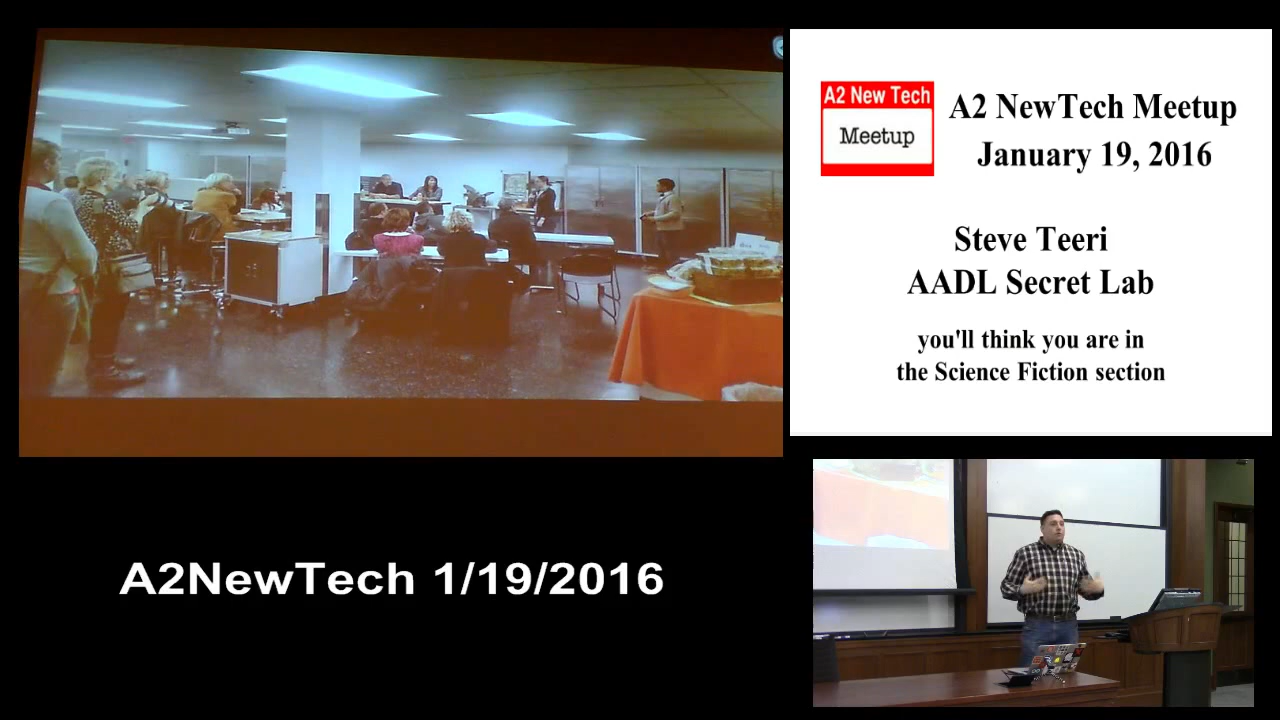 A2 New Tech
Meetup
A2 NewTech Meetup
January 19, 2016
Steve Teeri
AADL Secret Lab
you'll think you are in
the Science Fiction section
A2NewTech 1/19/2016